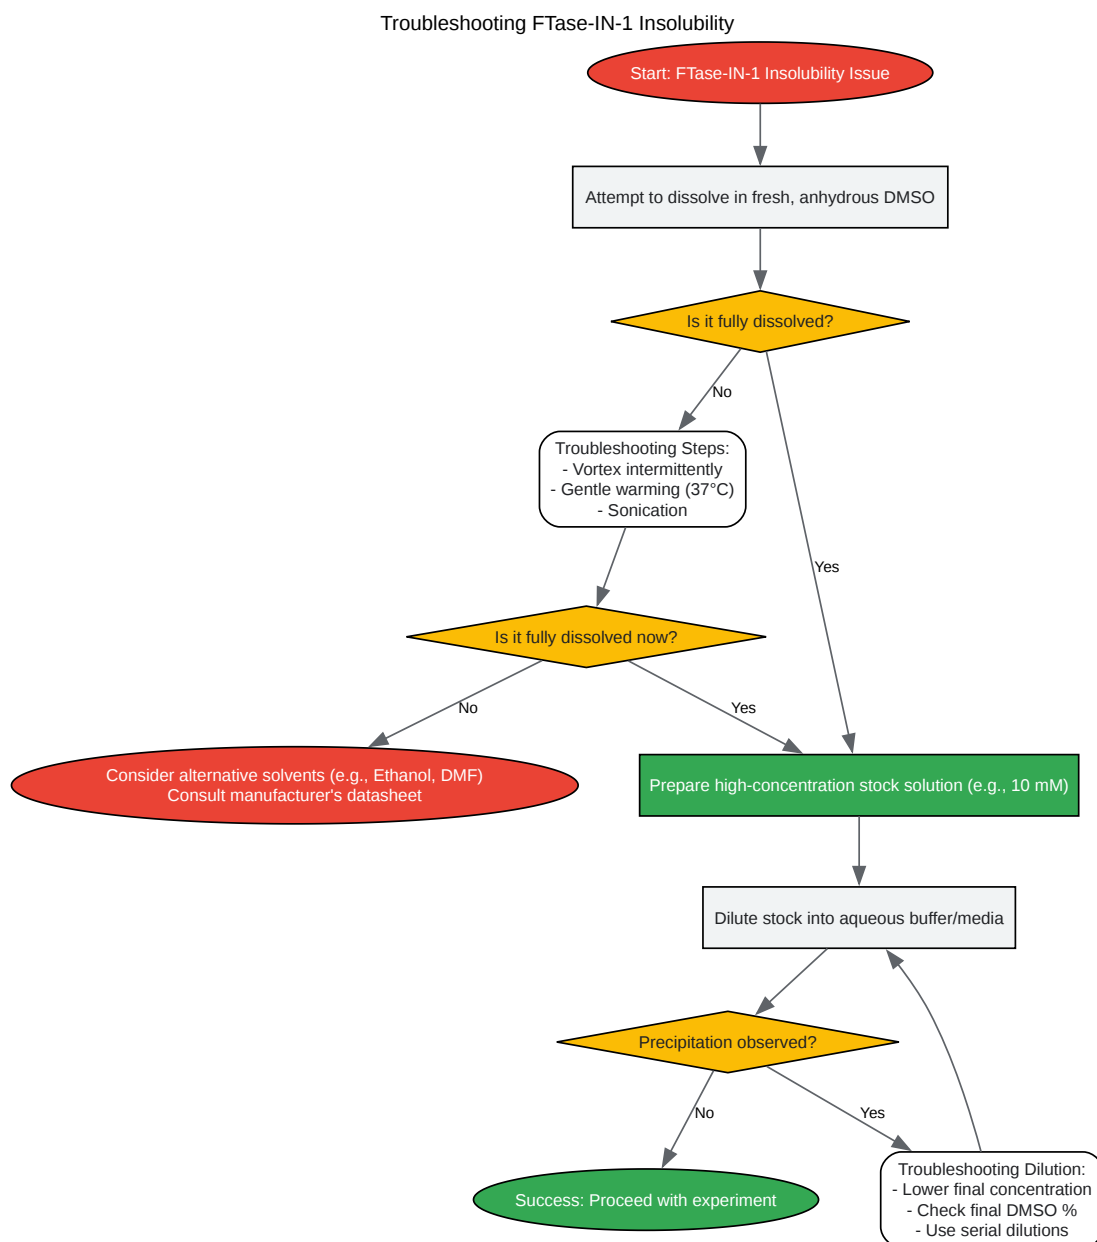 Troubleshooting FTase-IN-1 Insolubility
Start: FTase-IN-1 Insolubility Issue
Attempt to dissolve in fresh, anhydrous DMSO
Is it fully dissolved?
No
Troubleshooting Steps:
- Vortex intermittently
- Gentle warming (37°C)
- Sonication
Yes
Is it fully dissolved now?
No
Yes
Consider alternative solvents (e.g., Ethanol, DMF)
Consult manufacturer's datasheet
Prepare high-concentration stock solution (e.g., 10 mM)
Dilute stock into aqueous buffer/media
Precipitation observed?
No
Yes
Success: Proceed with experiment
Troubleshooting Dilution:
- Lower final concentration
- Check final DMSO %
- Use serial dilutions